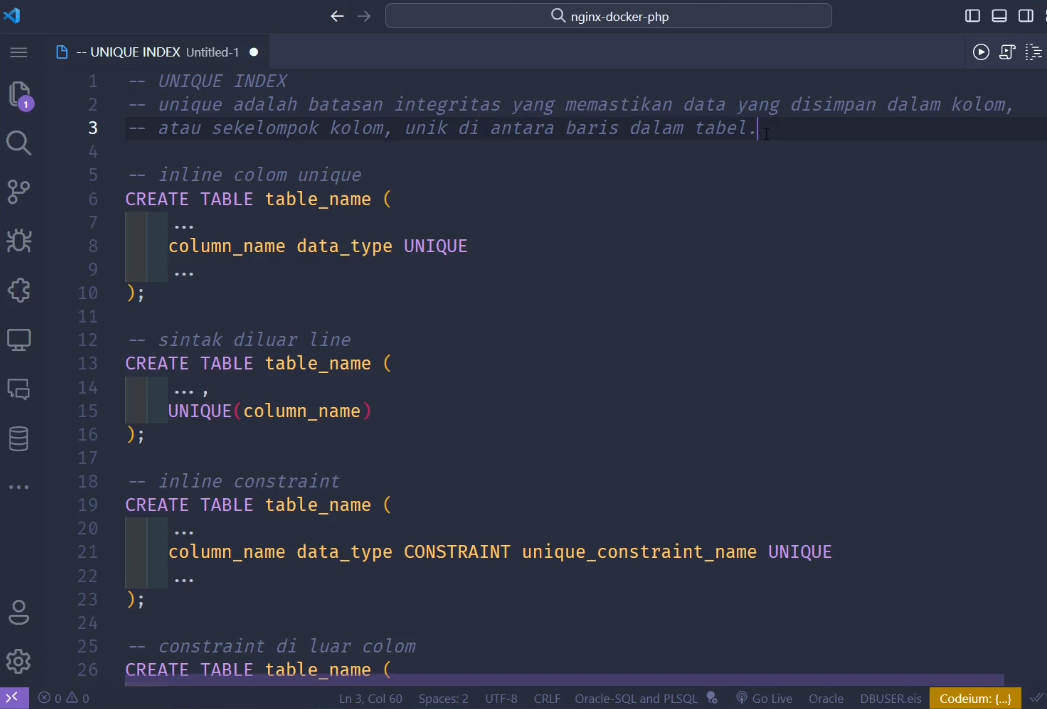 nginx-docker-php
-- UNIQUE INDEX Untitled-1
1 -- UNIQUE INDEX
2 -- unique adalah batasan integritas yang memastikan data yang disimpan dalam kolom,
3 -- atau sekelompok kolom, unik di antara baris dalam tabel.
4
5 -- inline colom unique
6 CREATE TABLE table_name (
7 ...
8 column_name data_type UNIQUE
9 ...
10 );
11
12 -- sintak diluar line
13 CREATE TABLE table_name (
14 ...,
15 UNIQUE(column_name)
16 );
17
18 -- inline constraint
19 CREATE TABLE table_name (
20 ...
21 column_name data_type CONSTRAINT unique_constraint_name UNIQUE
22 ...
23 );
24
25 -- constraint di luar colom
26 CREATE TABLE table_name (
1
0 0 Ln 3, Col 60 Spaces: 2 UTF-8 CRLF Oracle-SQL and PLSQL Go Live Oracle DBUSER.eis Codeium: {...}